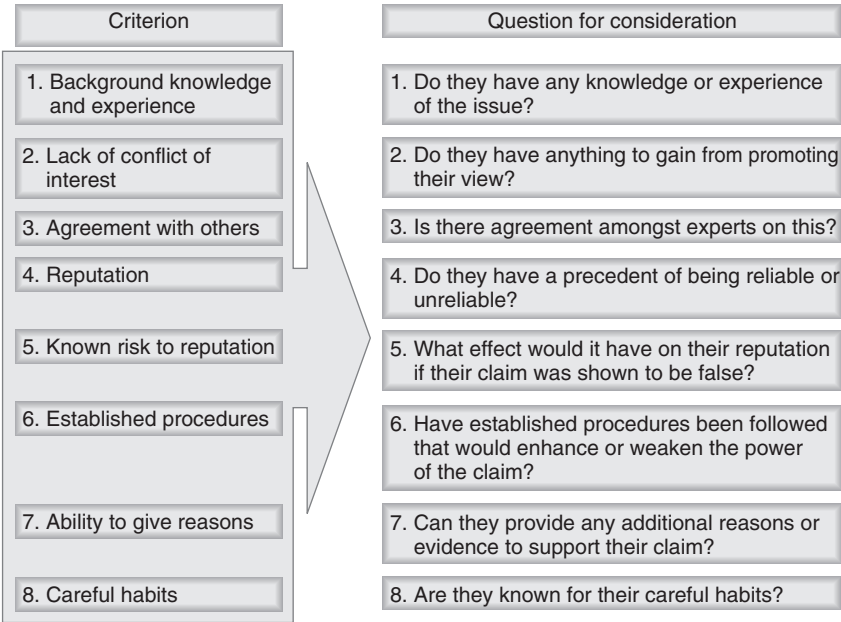 Criterion
1. Background knowledge
and experience
2. Lack of conflict of
interest
3. Agreement with others
4. Reputation
5. Known risk to reputation
6. Established procedures
7. Ability to give reasons
8. Careful habits
Question for consideration
1. Do they have any knowledge or experience
of the issue?
2. Do they have anything to gain from promoting
their view?
3. Is there agreement amongst experts on this?
4. Do they have a precedent of being reliable or
unreliable?
5. What effect would it have on their reputation
if their claim was shown to be false?
6. Have established procedures been followed
that would enhance or weaken the power
of the claim?
7. Can they provide any additional reasons or
evidence to support their claim?
8. Are they known for their careful habits?